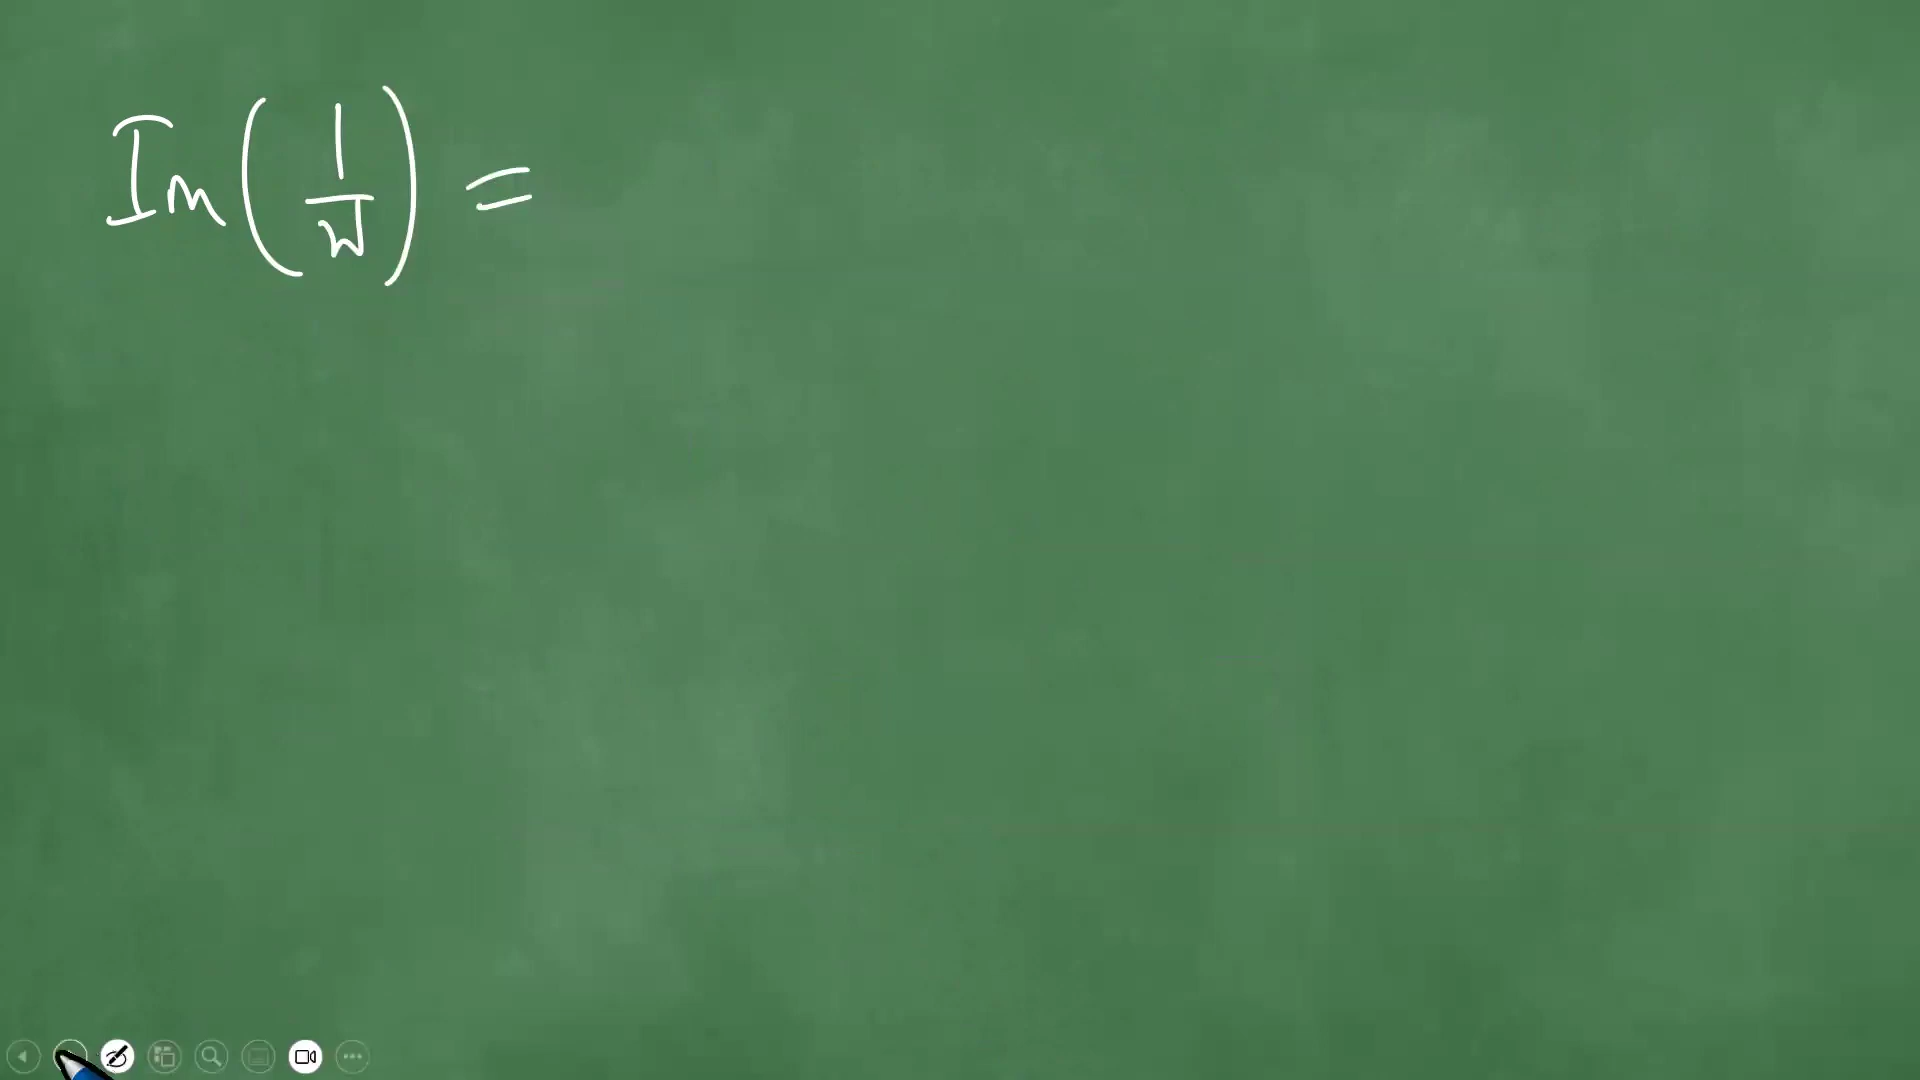 Im(1/w) =